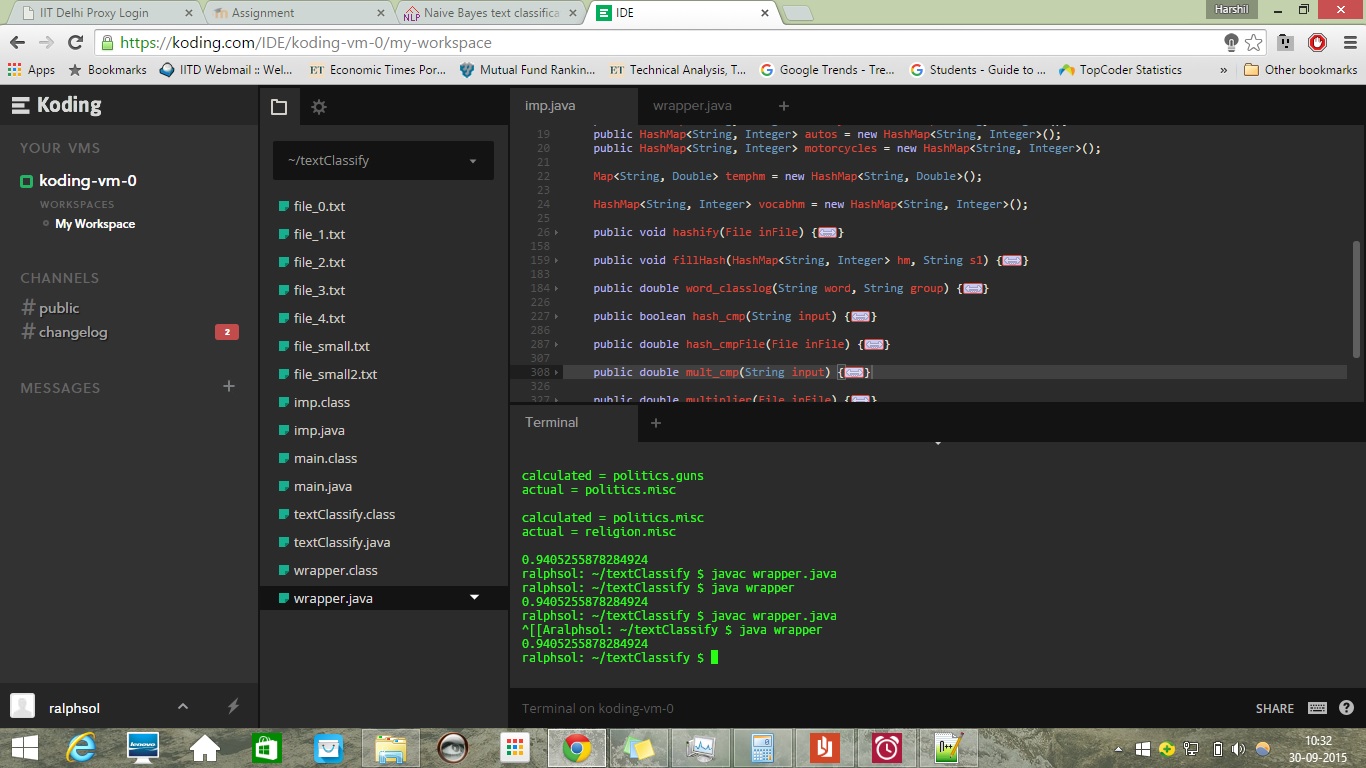 IIT Delhi Proxy Login
Assignment
Naive Bayes text classifica
IDE
Harshil
https://koding.com/IDE/koding-vm-0/my-workspace
Apps
Bookmarks
IITD Webmail :: Wel...
ET Economic Times Por...
Mutual Fund Rankin...
ET Technical Analysis, T...
Google Trends - Tre...
Students - Guide to ...
TopCoder Statistics
»
Other bookmarks
Koding
YOUR VMS
koding-vm-0
WORKSPACES
My Workspace
CHANNELS
# public
# changelog
2
MESSAGES
+
ralphsol
~/textClassify
file_0.txt
file_1.txt
file_2.txt
file_3.txt
file_4.txt
file_small.txt
file_small2.txt
imp.class
imp.java
main.class
main.java
textClassify.class
textClassify.java
wrapper.class
wrapper.java
imp.java
wrapper.java
+
19 public HashMap<String, Integer> autos = new HashMap<String, Integer>();
20 public HashMap<String, Integer> motorcycles = new HashMap<String, Integer>();
21
22 Map<String, Double> temphm = new HashMap<String, Double>();
23
24 HashMap<String, Integer> vocabhm = new HashMap<String, Integer>();
25
26 public void hashify(File inFile) {}
158
159 public void fillHash(HashMap<String, Integer> hm, String s1) {}
183
184 public double word_classlog(String word, String group) {}
226
227 public boolean hash_cmp(String input) {}
286
287 public double hash_cmpFile(File inFile) {}
307
308 public double mult_cmp(String input) {}
326
327 public double multiplier(File inFile) {}
Terminal
+
calculated = politics.guns
actual = politics.misc
calculated = politics.misc
actual = religion.misc
0.9405255878284924
ralphsol: ~/textClassify $ javac wrapper.java
ralphsol: ~/textClassify $ java wrapper
0.9405255878284924
ralphsol: ~/textClassify $ javac wrapper.java
^[[Aralphsol: ~/textClassify $ java wrapper
0.9405255878284924
ralphsol: ~/textClassify $
Terminal on koding-vm-0
SHARE
?
10:32
30-09-2015